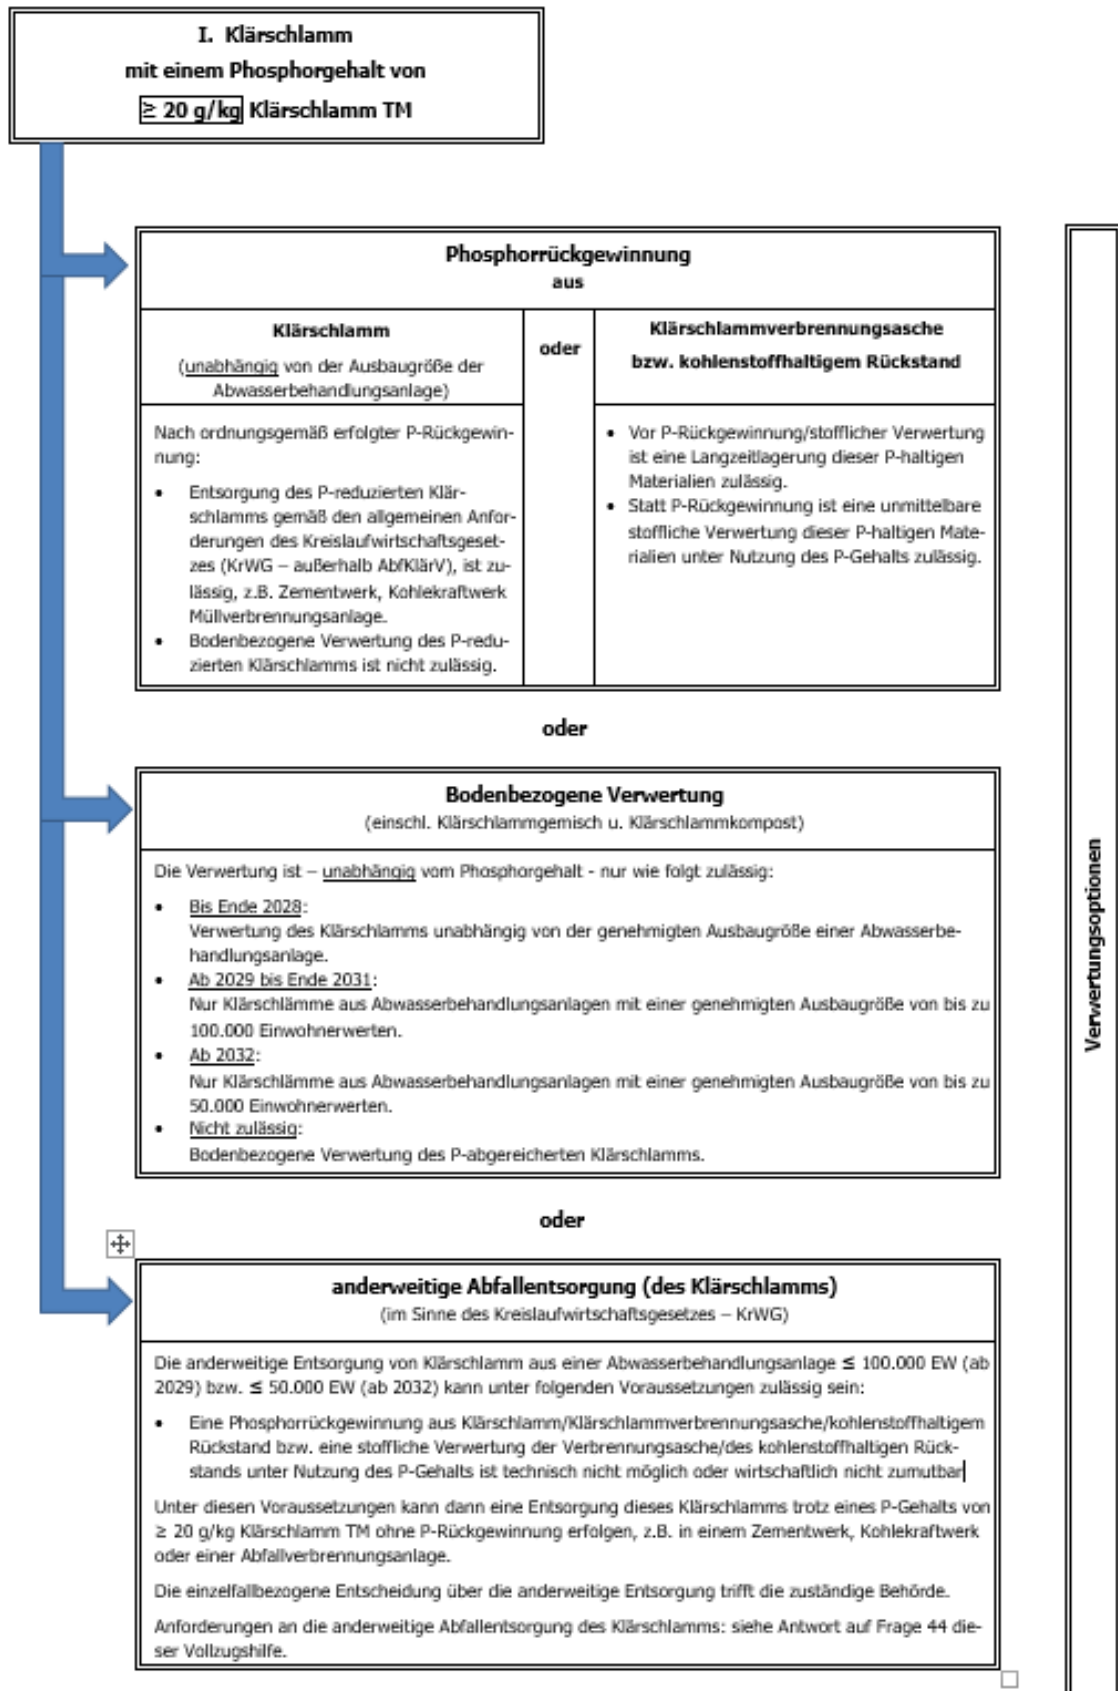 I. Klärschlamm
mit einem Phosphorgehalt von
≥ 20 g/kg Klärschlamm TM
Phosphorrückgewinnung
aus
Klärschlamm
(unabhängig von der Ausbaugröße der
Abwasserbehandlungsanlage)
oder
Klärschlammverbrennungsasche
bzw. kohlenstoffhaltigem Rückstand
Nach ordnungsgemäß erfolgter P-Rückgewin-
nung:
• Entsorgung des P-reduzierten Klär-
schlamms gemäß den allgemeinen Anfor-
derungen des Kreislaufwirtschaftsgeset-
zes (KrWG – außerhalb AbfKlärV), ist zu-
lässig, z.B. Zementwerk, Kohlekraftwerk
Müllverbrennungsanlage.
• Bodenbezogene Verwertung des P-redu-
zierten Klärschlamms ist nicht zulässig.
• Vor P-Rückgewinnung/stofflicher Verwertung
ist eine Langzeitlagerung dieser P-haltigen
Materialien zulässig.
• Statt P-Rückgewinnung ist eine unmittelbare
stoffliche Verwertung dieser P-haltigen Mate-
rialien unter Nutzung des P-Gehalts zulässig.
oder
Bodenbezogene Verwertung
(einschl. Klärschlammgemisch u. Klärschlammkompost)
Die Verwertung ist – unabhängig vom Phosphorgehalt - nur wie folgt zulässig:
• Bis Ende 2028:
Verwertung des Klärschlamms unabhängig von der genehmigten Ausbaugröße einer Abwasserbe-
handlungsanlage.
• Ab 2029 bis Ende 2031:
Nur Klärschlämme aus Abwasserbehandlungsanlagen mit einer genehmigten Ausbaugröße von bis zu
100.000 Einwohnerwerten.
• Ab 2032:
Nur Klärschlämme aus Abwasserbehandlungsanlagen mit einer genehmigten Ausbaugröße von bis zu
50.000 Einwohnerwerten.
• Nicht zulässig:
Bodenbezogene Verwertung des P-abgereicherten Klärschlamms.
oder
anderweitige Abfallentsorgung (des Klärschlamms)
(im Sinne des Kreislaufwirtschaftsgesetzes – KrWG)
Die anderweitige Entsorgung von Klärschlamm aus einer Abwasserbehandlungsanlage ≤ 100.000 EW (ab
2029) bzw. ≤ 50.000 EW (ab 2032) kann unter folgenden Voraussetzungen zulässig sein:
• Eine Phosphorrückgewinnung aus Klärschlamm/Klärschlammverbrennungsasche/kohlenstoffhaltigem
Rückstand bzw. eine stoffliche Verwertung der Verbrennungsasche/des kohlenstoffhaltigen Rück-
stands unter Nutzung des P-Gehalts ist technisch nicht möglich oder wirtschaftlich nicht zumutbar
Unter diesen Voraussetzungen kann dann eine Entsorgung dieses Klärschlamms trotz eines P-Gehalts von
≥ 20 g/kg Klärschlamm TM ohne P-Rückgewinnung erfolgen, z.B. in einem Zementwerk, Kohlekraftwerk
oder einer Abfallverbrennungsanlage.
Die einzelfallbezogene Entscheidung über die anderweitige Entsorgung trifft die zuständige Behörde.
Anforderungen an die anderweitige Abfallentsorgung des Klärschlamms: siehe Antwort auf Frage 44 die-
ser Vollzugshilfe.
Verwertungsoptionen